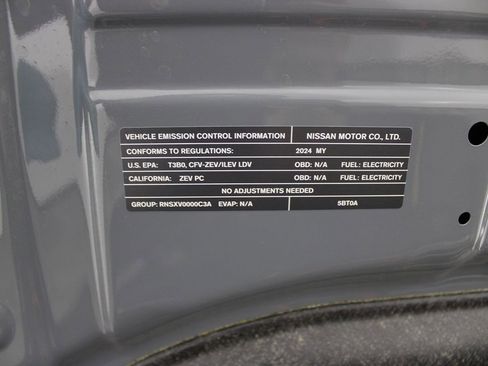 VEHICLE EMISSION CONTROL INFORMATION NISSAN MOTOR CO., LTD.
CONFORMS TO REGULATIONS: 2024 MY
U.S. EPA: T3B0, CFV-ZEV/ILEV LDV OBD: N/A FUEL: ELECTRICITY
CALIFORNIA: ZEV PC OBD: N/A FUEL: ELECTRICITY
NO ADJUSTMENTS NEEDED
GROUP: RNSXV0000C3A EVAP: N/A 5BT0A